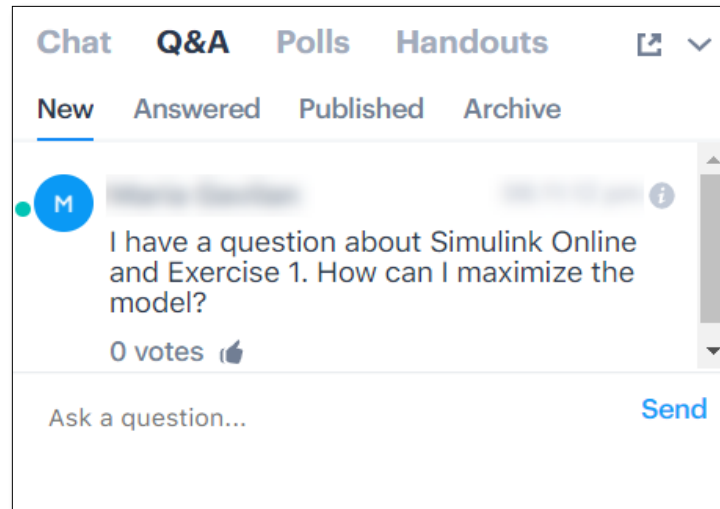 Chat Q&A Polls Handouts
New Answered Published Archive
M
I have a question about Simulink Online
and Exercise 1. How can I maximize the
model?
0 votes
Ask a question...
Send